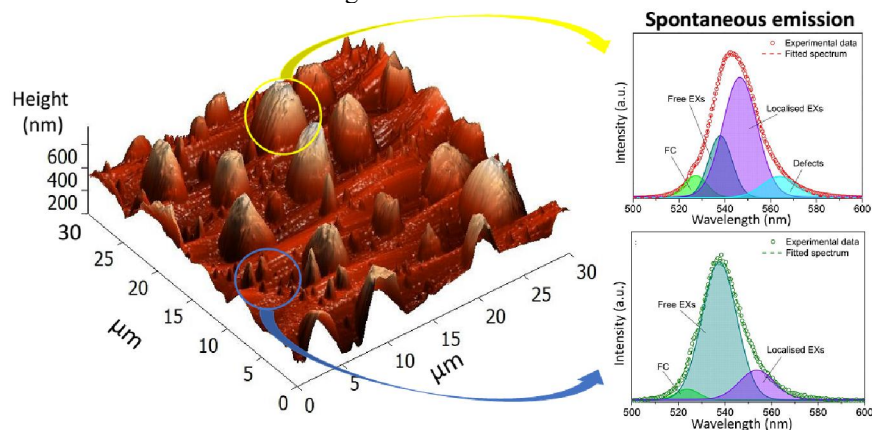 Spontaneous emission
Height
(nm)
600
400
200
30
25
20
15
10
5
0
μm
0
5
10
15
20
25
30
μm
Experimental data
Fitted spectrum
Free EXs
Localised EXs
FC
Defects
Intensity (a.u.)
500 520 540 560 580 600
Wavelength (nm)
Experimental data
Fitted spectrum
Free EXs
Localised EXs
FC
Intensity (a.u.)
500 520 540 560 580 600
Wavelength (nm)